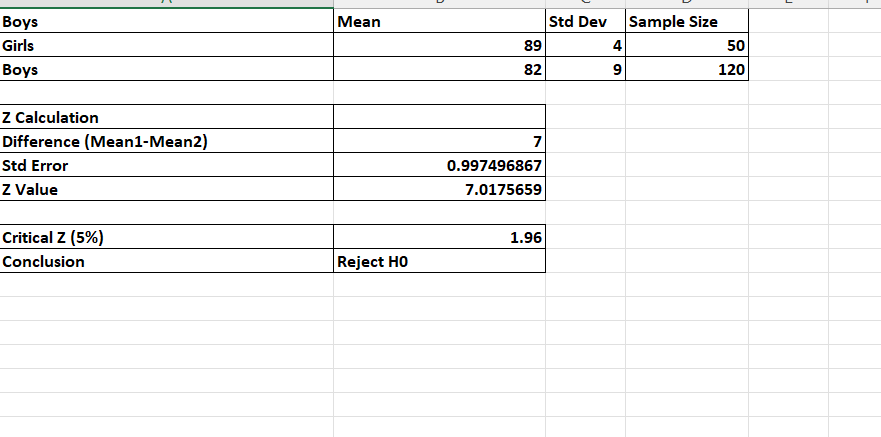 Boys Mean Std Dev Sample Size
Girls 89 4 50
Boys 82 9 120
Z Calculation
Difference (Mean1-Mean2) 7
Std Error 0.997496867
Z Value 7.0175659
Critical Z (5%) 1.96
Conclusion Reject H0